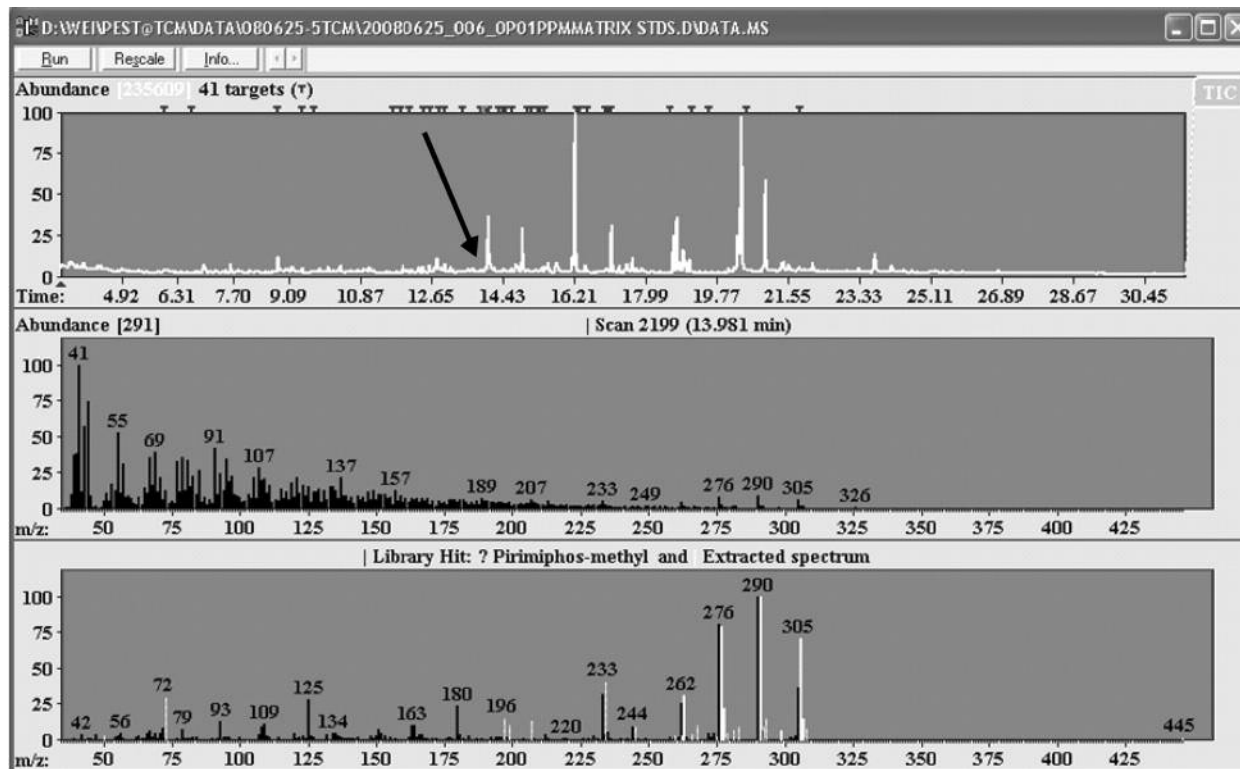 D:\WEI\PEST@TCM\DATA\080625-5TCM\20080625_006_0P01PPMMATRIX STDS.D\DATA.MS
Run Rescale Info...
Abundance [235609] 41 targets (T) TIC
100
75
50
25
0
Time: 4.92 6.31 7.70 9.09 10.87 12.65 14.43 16.21 17.99 19.77 21.55 23.33 25.11 26.89 28.67 30.45
Abundance [291] | Scan 2199 (13.981 min)
100
75
50
25
0
41 55 69 91 107 137 157 189 207 233 249 276 290 305 326
m/z: 50 75 100 125 150 175 200 225 250 275 300 325 350 375 400 425
| Library Hit: ? Pirimiphos-methyl and Extracted spectrum
100
75
50
25
0
42 56 72 79 93 109 125 134 163 180 196 220 233 244 262 276 290 305 445
m/z: 50 75 100 125 150 175 200 225 250 275 300 325 350 375 400 425